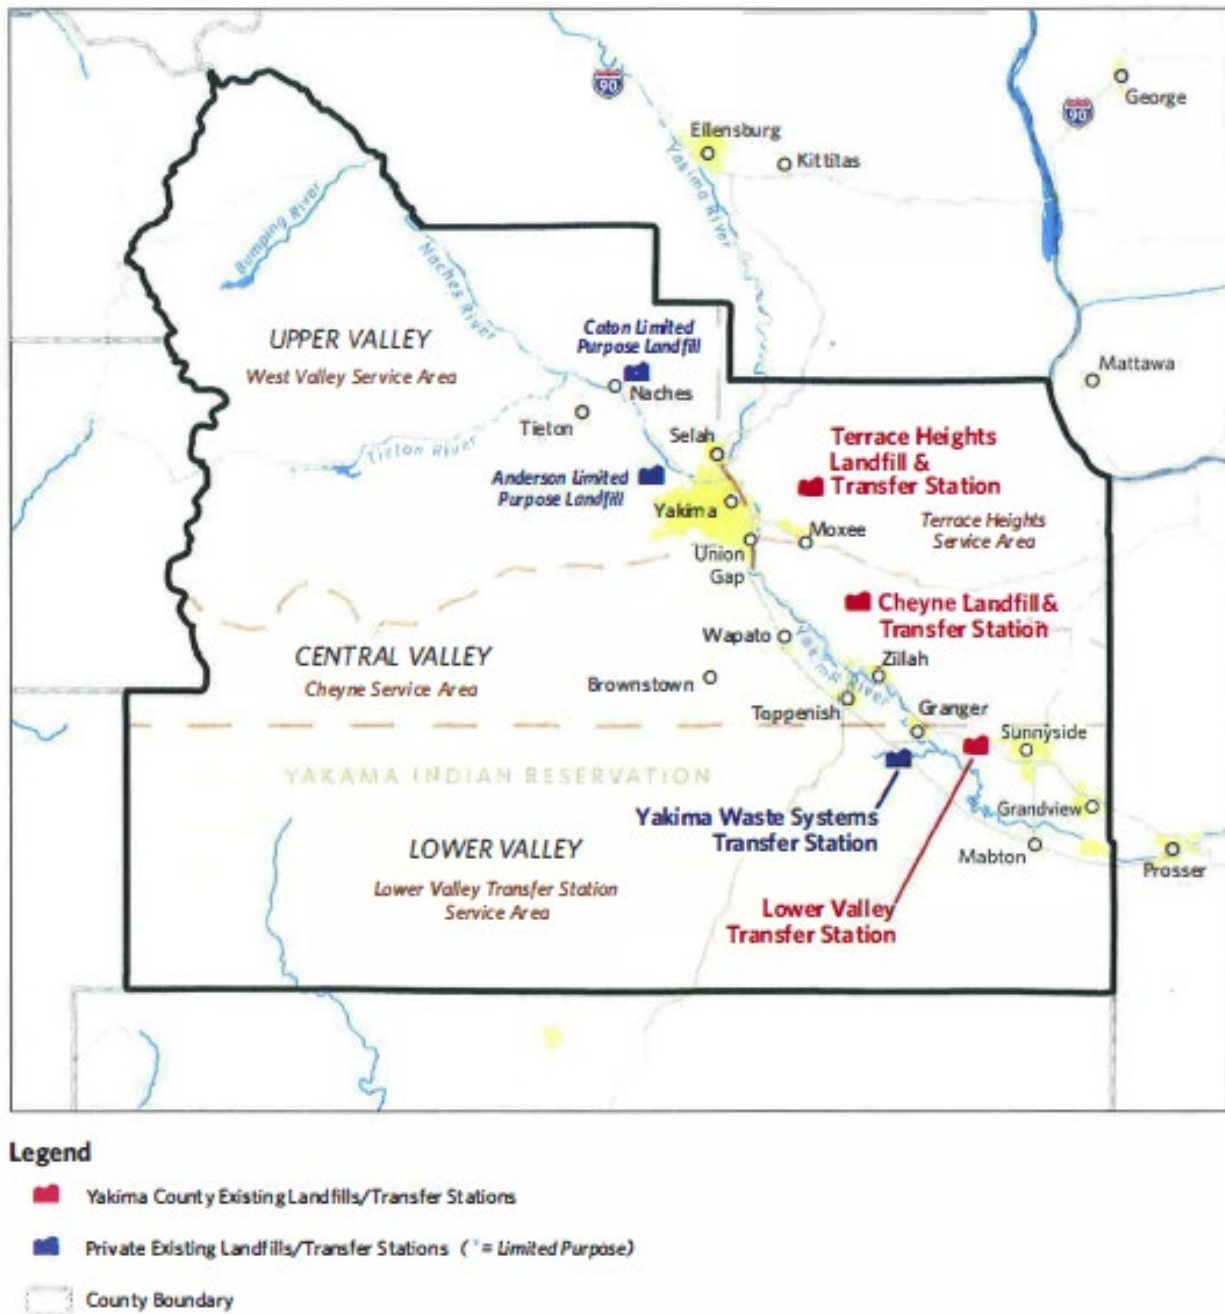 90
George
90
Ellensburg
Kittitas
Yakima River
Bumping River
Naches River
UPPER VALLEY
West Valley Service Area
Caton Limited
Purpose Landfill
Naches
Mattawa
Tieton
Selah
Tieton River
Terrace Heights
Landfill &
Transfer Station
Anderson Limited
Purpose Landfill
Yakima
Terrace Heights
Service Area
Moxee
Union
Gap
Cheyne Landfill &
Transfer Station
Wapato
Yakima River
CENTRAL VALLEY
Cheyne Service Area
Zillah
Brownstown
Toppenish
Granger
Sunnyside
YAKAMA INDIAN RESERVATION
Grandview
Yakima Waste Systems
Transfer Station
LOWER VALLEY
Mabton
Prosser
Lower Valley Transfer Station
Service Area
Lower Valley
Transfer Station
Legend
Yakima County Existing Landfills/Transfer Stations
Private Existing Landfills/Transfer Stations (*= Limited Purpose)
County Boundary